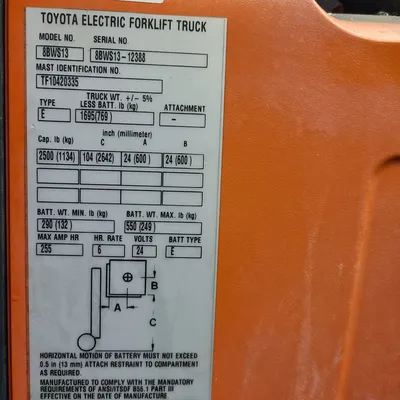 TOYOTA ELECTRIC FORKLIFT TRUCK
MODEL NO. SERIAL NO.
8BWS13 8BWS13-12388
MAST IDENTIFICATION NO.
TF10420335
TRUCK WT. +/- 5%
TYPE LESS BATT. lb (kg) ATTACHMENT
E 1695(769) -
inch (millimeter)
Cap. lb (kg) C A B
2500 (1134) 104 (2642) 24 (600) 24 (600)
BATT. WT. MIN. lb (kg) BATT. WT. MAX. lb (kg)
290 (132) 550 (249)
MAX AMP HR HR. RATE VOLTS BATT TYPE
255 6 24 E
B
A
C
HORIZONTAL MOTION OF BATTERY MUST NOT EXCEED
0.5 in (13 mm) ATTACH RESTRAINT TO COMPARTMENT
AS REQUIRED.
MANUFACTURED TO COMPLY WITH THE MANDATORY
REQUIREMENTS OF ANSI/ITSDF B56.1 PART III
EFFECTIVE ON THE DATE OF MANUFACTURE